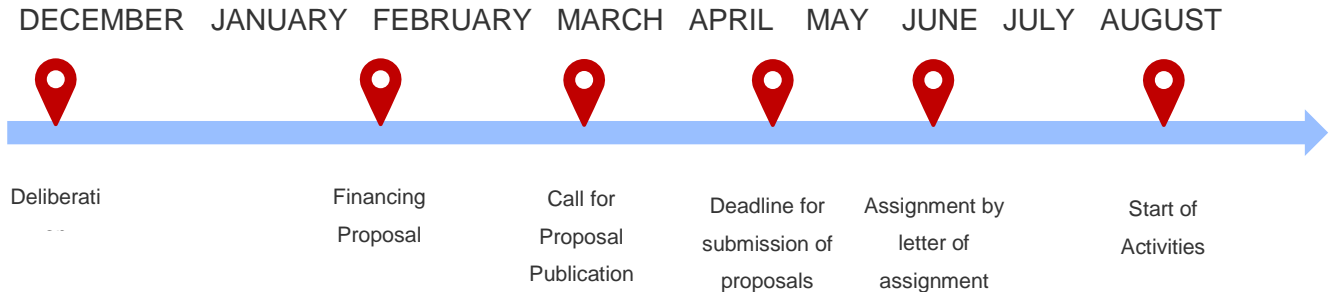 DECEMBER JANUARY FEBRUARY MARCH APRIL MAY JUNE JULY AUGUST
Deliberati
Financing
Proposal
Call for
Proposal
Publication
Deadline for
submission of
proposals
Assignment by
letter of
assignment
Start of
Activities